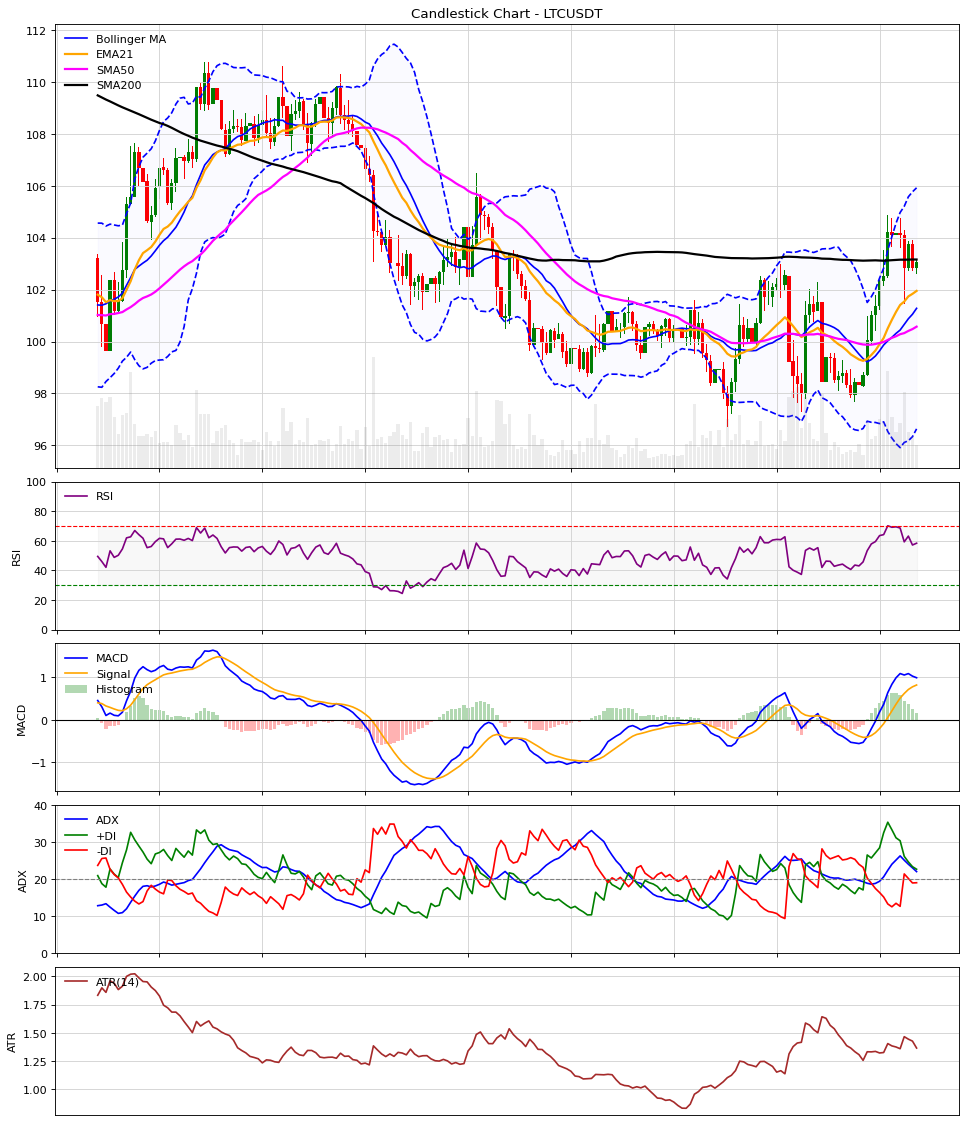 Candlestick Chart - LTCUSDT
Bollinger MA
EMA21
SMA50
SMA200
112
110
108
106
104
102
100
98
96
RSI
RSI
100
80
60
40
20
0
MACD
Signal
Histogram
MACD
1
0
−1
ADX
+DI
-DI
ADX
40
30
20
10
0
ATR(14)
ATR
2.00
1.75
1.50
1.25
1.00